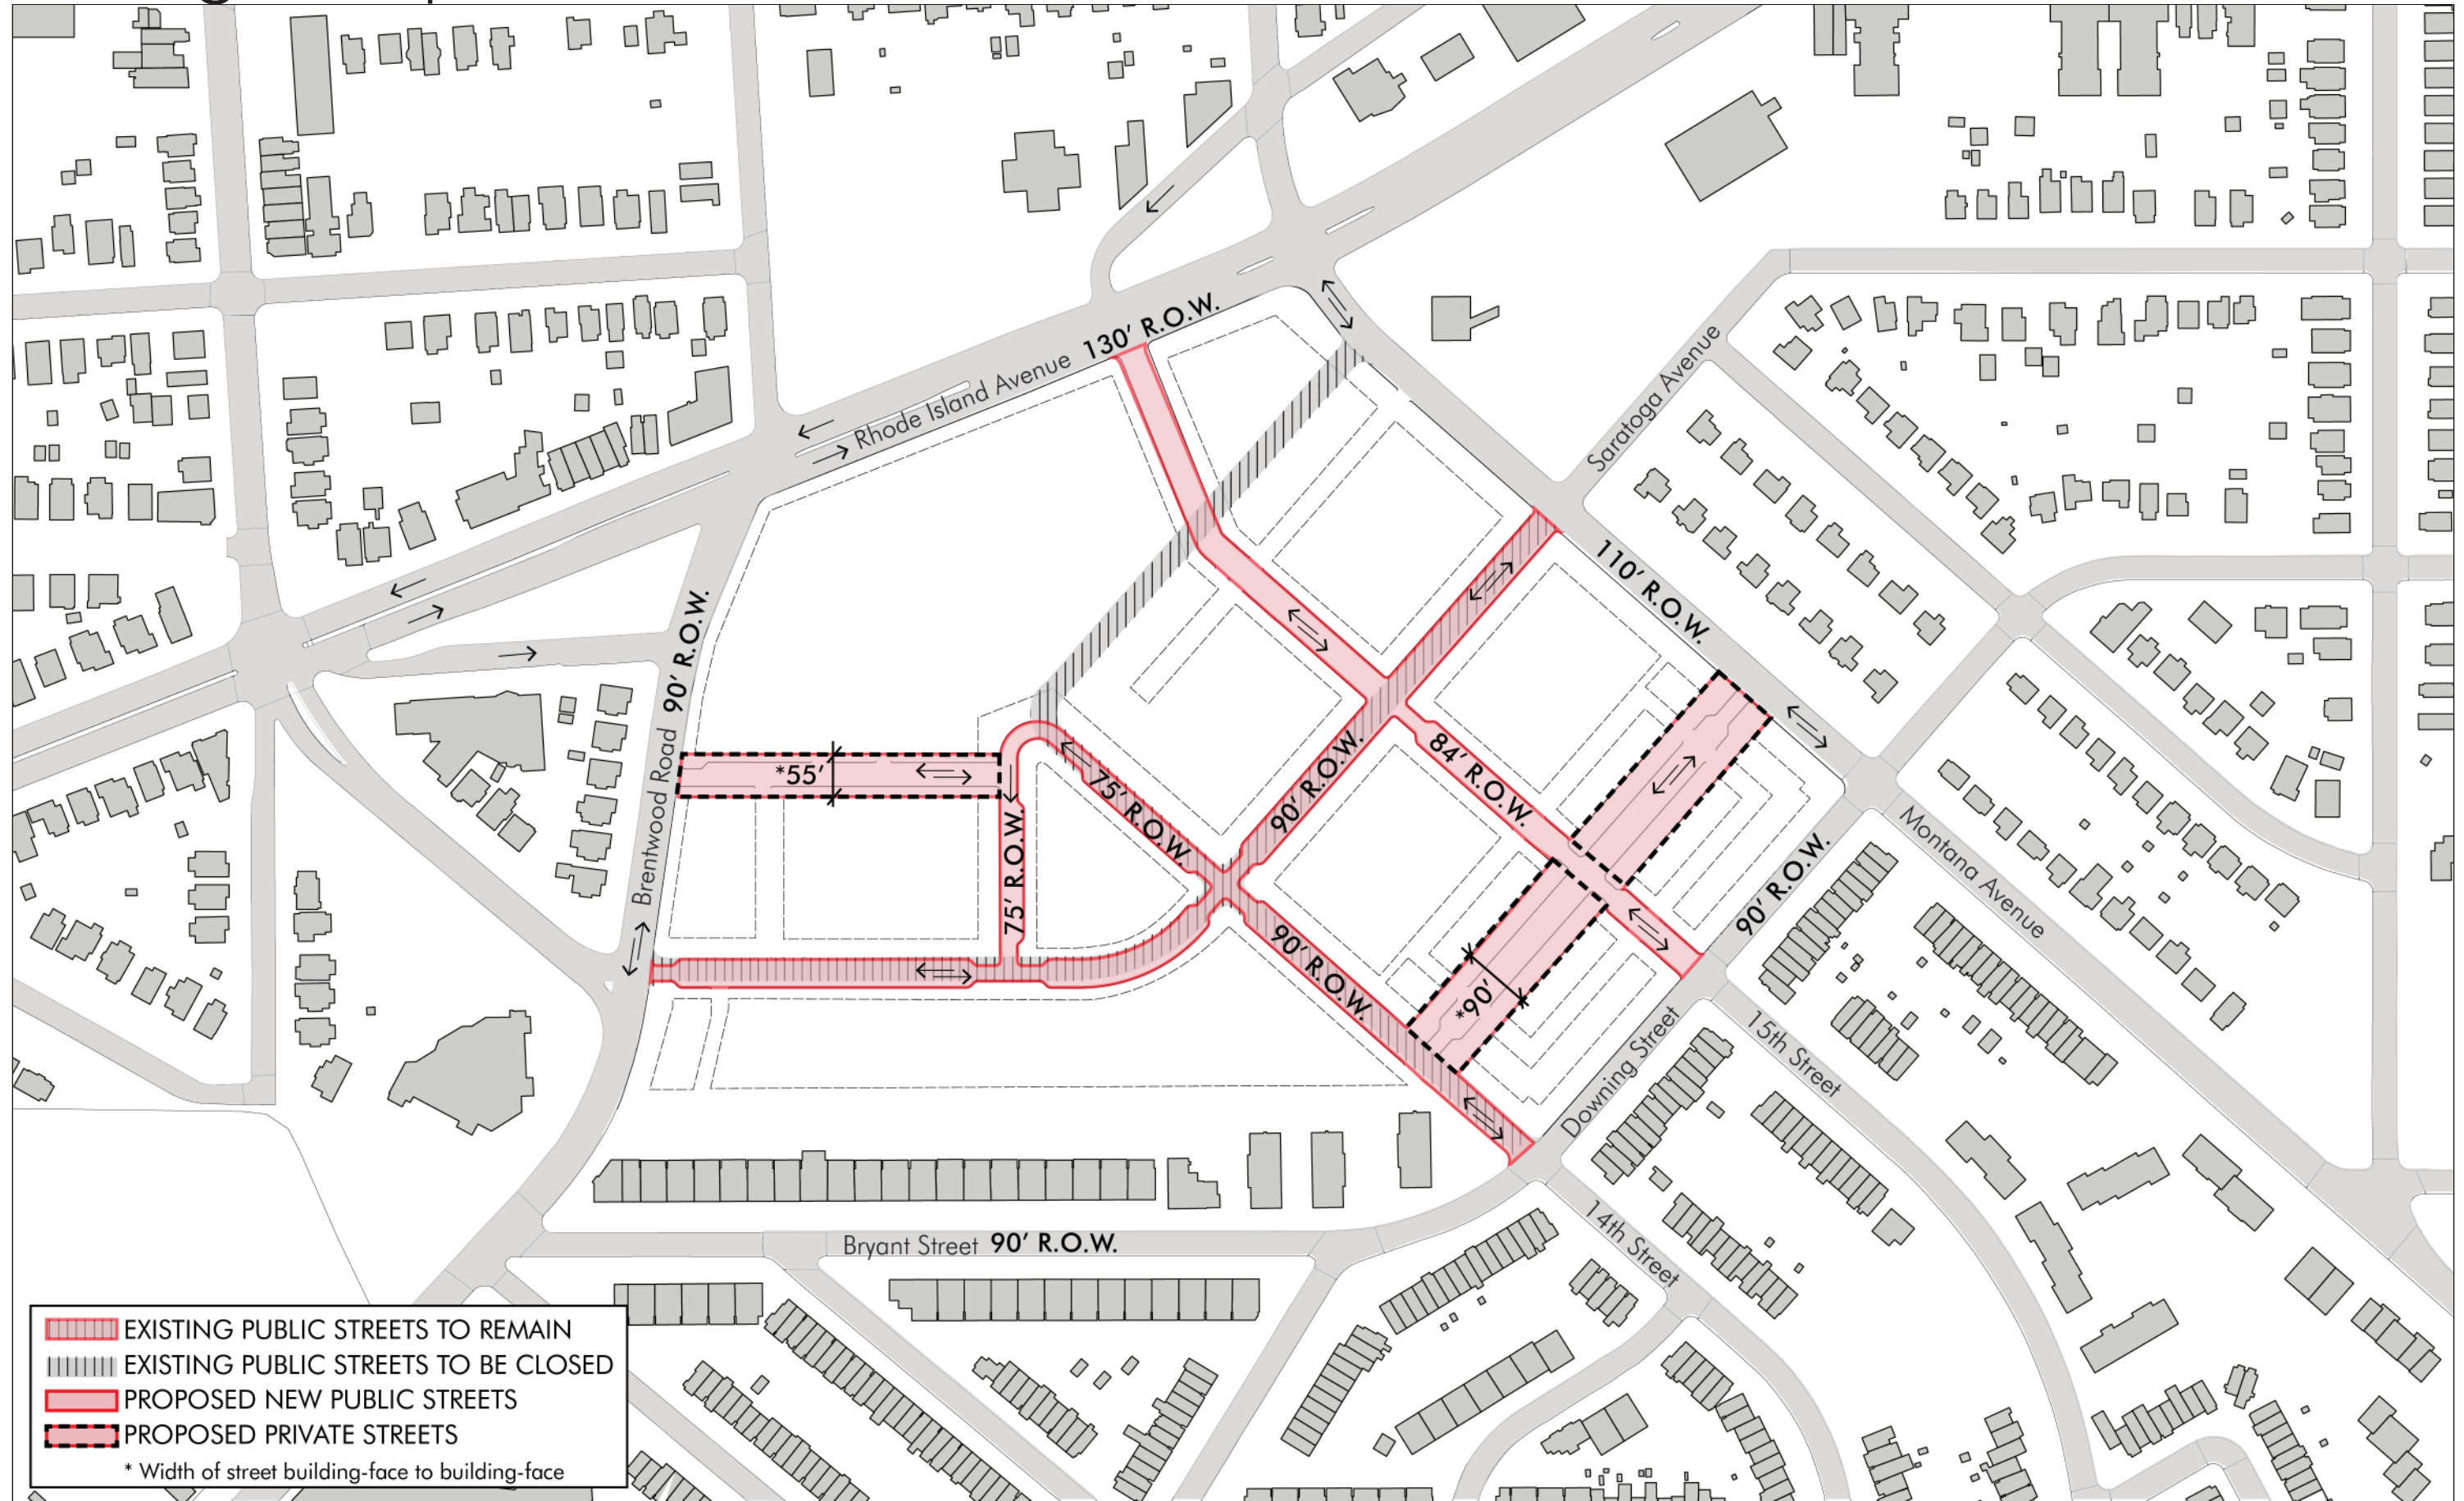 130′ R.O.W.
Rhode Island Avenue
Saratoga Avenue
110′ R.O.W.
90′ R.O.W.
Brentwood Road
*55′
75′ R.O.W.
75′ R.O.W.
90′ R.O.W.
84′ R.O.W.
90′ R.O.W.
Montana Avenue
90′ R.O.W.
*90′
Downing Street
15th Street
14th Street
Bryant Street 90′ R.O.W.
EXISTING PUBLIC STREETS TO REMAIN
EXISTING PUBLIC STREETS TO BE CLOSED
PROPOSED NEW PUBLIC STREETS
PROPOSED PRIVATE STREETS
* Width of street building-face to building-face